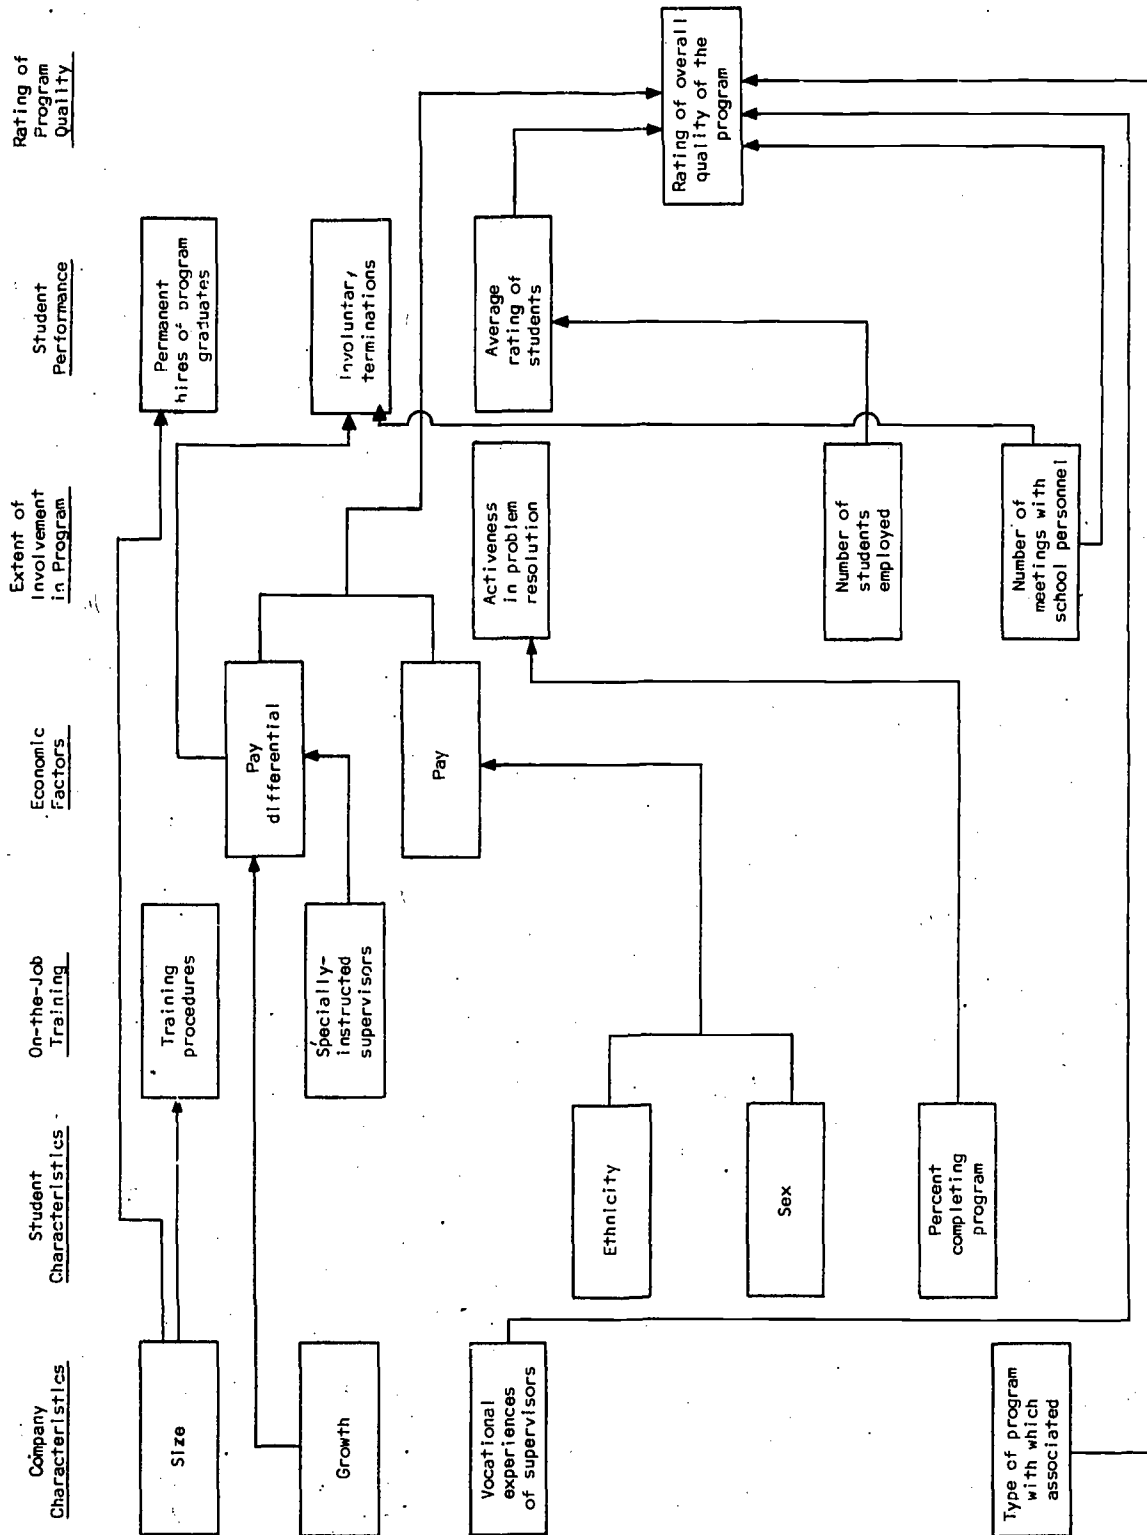 Company
Characteristics
Student
Characteristics
On-the-Job
Training
Economic
Factors
Extent of
Involvement
in Program
Student
Performance
Rating of
Program
Quality
Size
Growth
Vocational
experiences
of supervisors
Type of program
with which
associated
Ethnicity
Sex
Percent
completing
program
Training
procedures
Specially-
instructed
supervisors
Pay
differential
Pay
Activeness
in problem
resolution
Number of
students
employed
Number of
meetings with
school personnel
Permanent
hires of program
graduates
Involuntary
terminations
Average
rating of
students
Rating of overall
quality of the
program